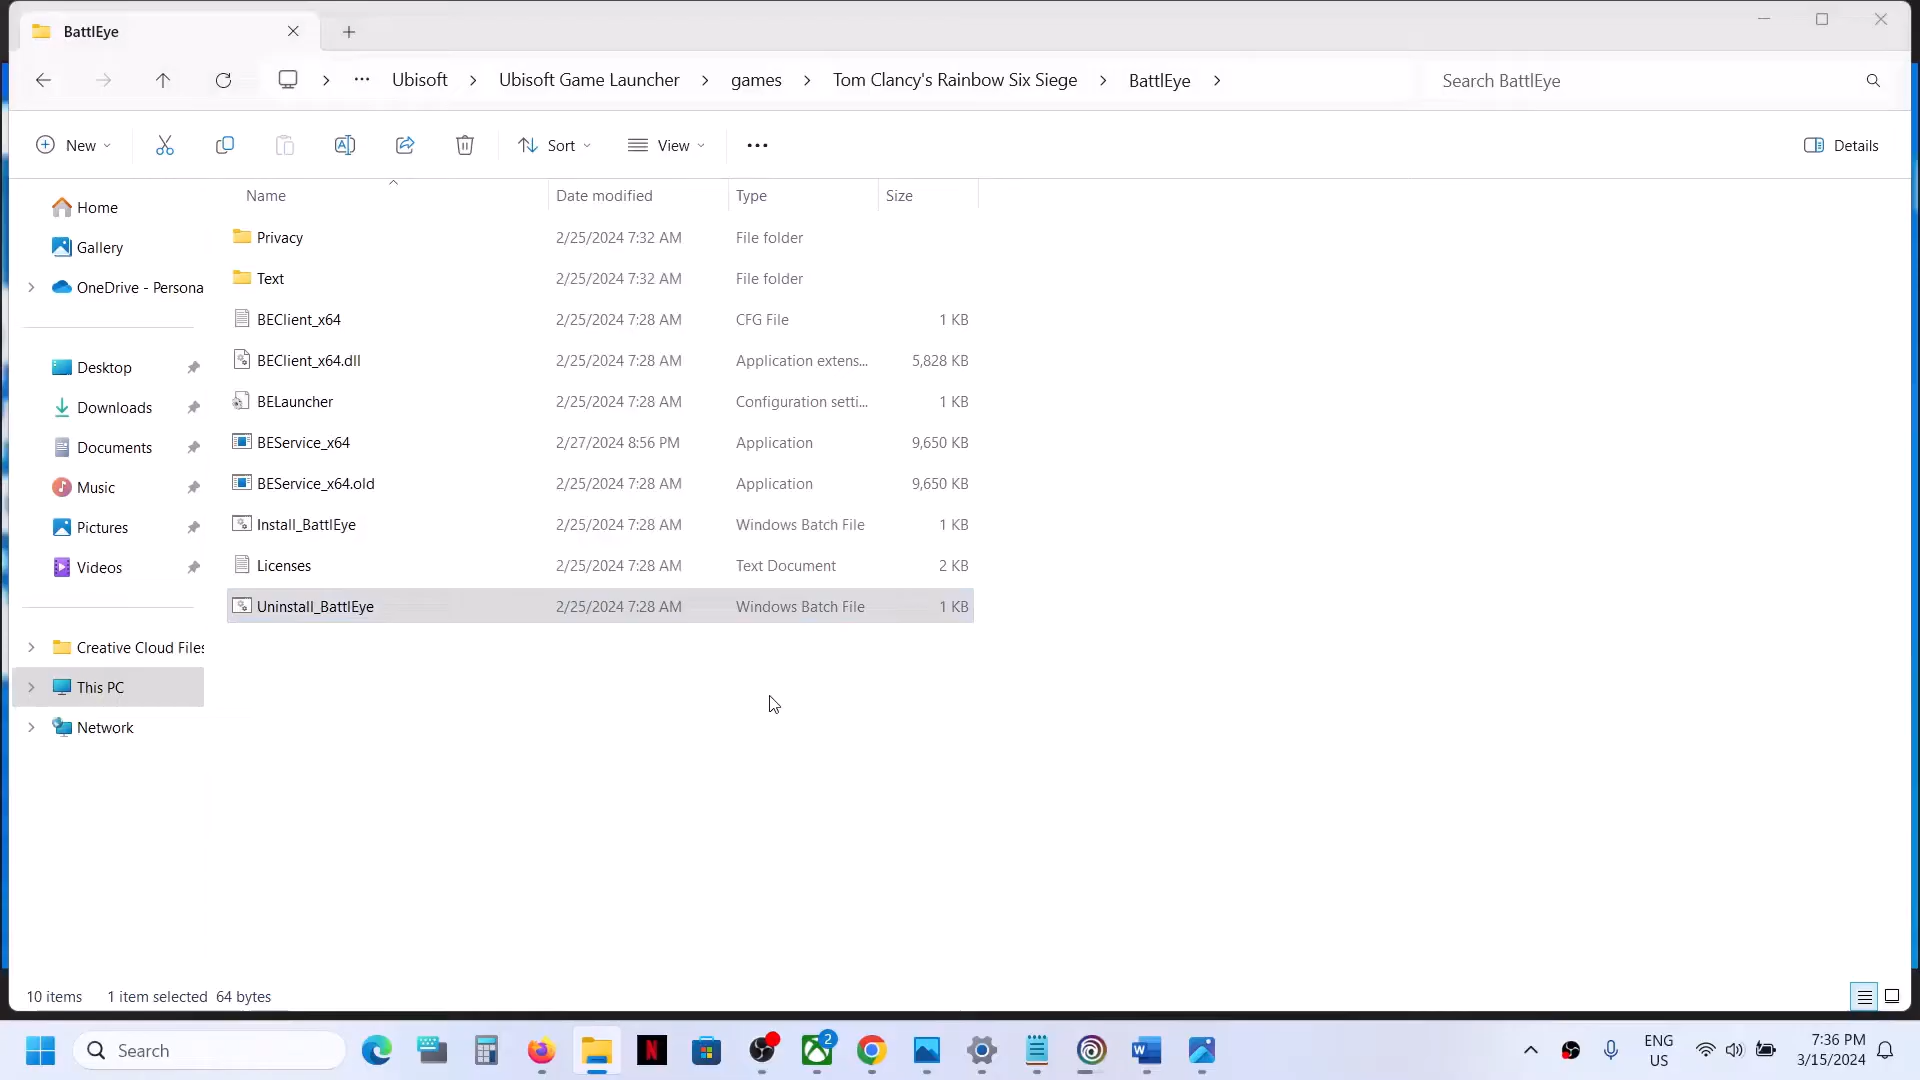 BattlEye
Ubisoft
Ubisoft Game Launcher
games
Tom Clancy's Rainbow Six Siege
BattlEye
Search BattlEye
New
Sort
View
Details
Name
Date modified
Type
Size
Home
Gallery
OneDrive - Persona
Desktop
Downloads
Documents
Music
Pictures
Videos
Creative Cloud Files
This PC
Network
Privacy 2/25/2024 7:32 AM File folder
Text 2/25/2024 7:32 AM File folder
BEClient_x64 2/25/2024 7:28 AM CFG File 1 KB
BEClient_x64.dll 2/25/2024 7:28 AM Application extens... 5,828 KB
BELauncher 2/25/2024 7:28 AM Configuration setti... 1 KB
BEService_x64 2/27/2024 8:56 PM Application 9,650 KB
BEService_x64.old 2/25/2024 7:28 AM Application 9,650 KB
Install_BattlEye 2/25/2024 7:28 AM Windows Batch File 1 KB
Licenses 2/25/2024 7:28 AM Text Document 2 KB
Uninstall_BattlEye 2/25/2024 7:28 AM Windows Batch File 1 KB
10 items 1 item selected 64 bytes
Search
N
2
W
ENG
US
7:36 PM
3/15/2024